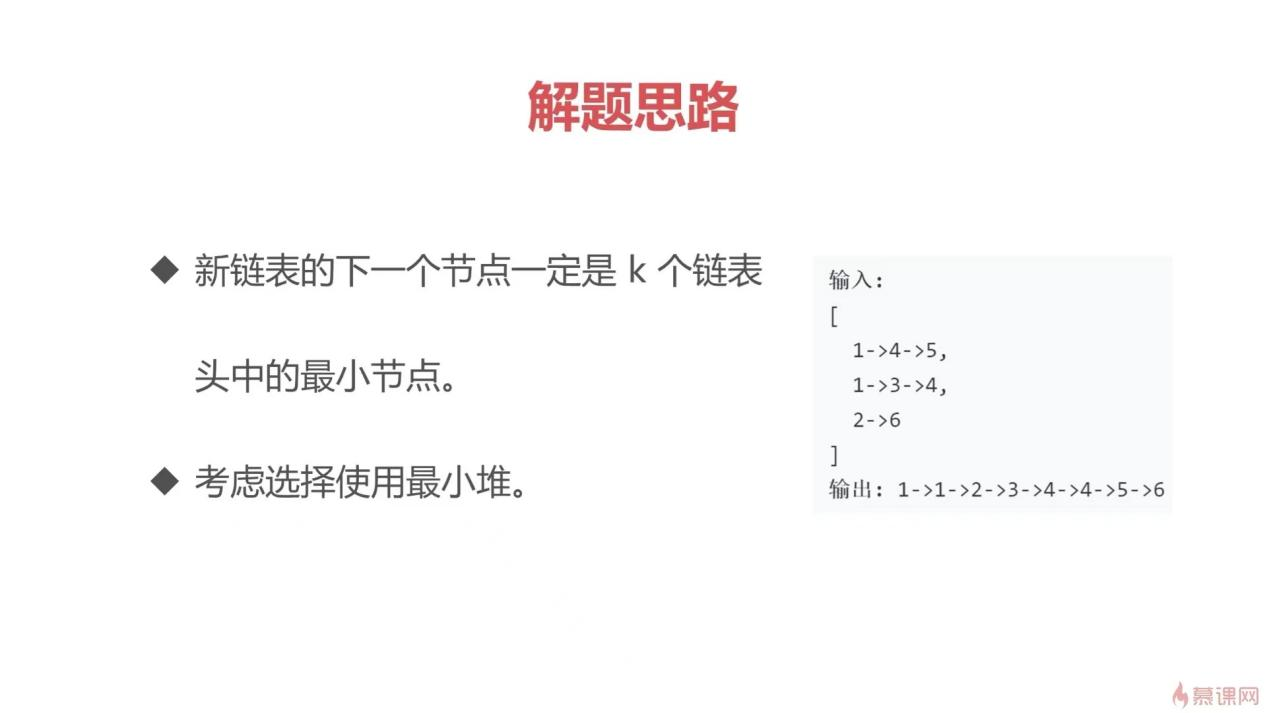 解题思路
◆ 新链表的下一个节点一定是 k 个链表
头中的最小节点。
◆ 考虑选择使用最小堆。
输入:
[
1->4->5,
1->3->4,
2->6
]
输出: 1->1->2->3->4->4->5->6
慕课网